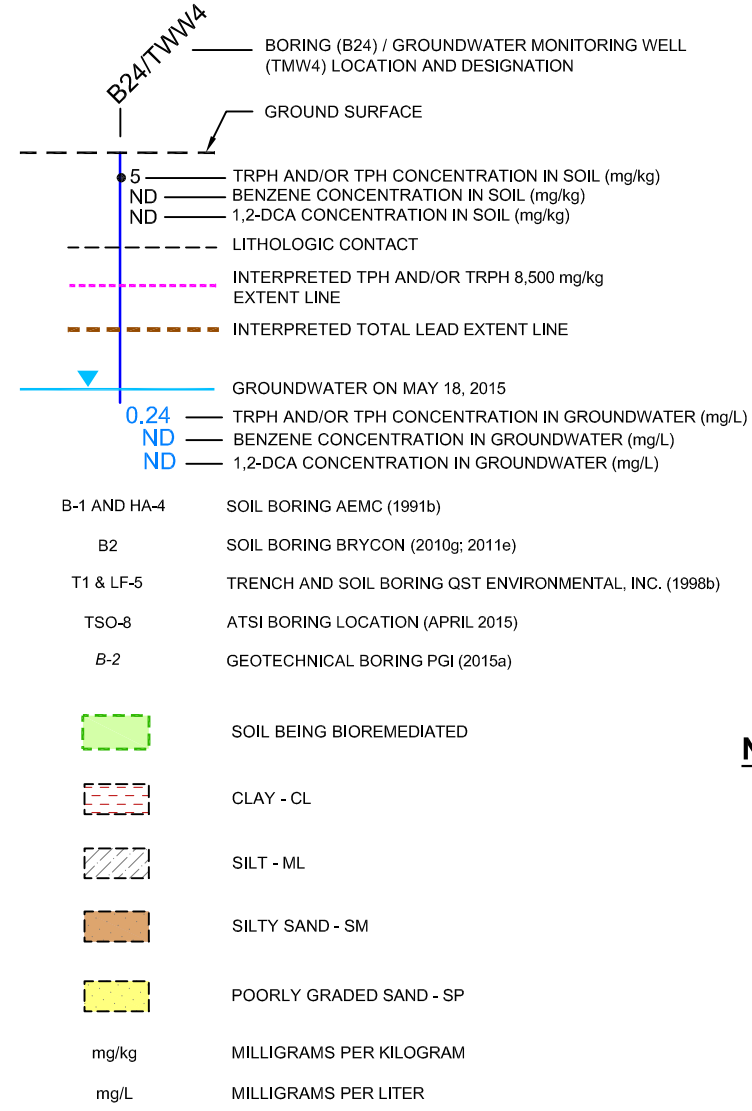 B24/TWW4
BORING (B24) / GROUNDWATER MONITORING WELL
(TMW4) LOCATION AND DESIGNATION
GROUND SURFACE
5 TRPH AND/OR TPH CONCENTRATION IN SOIL (mg/kg)
ND BENZENE CONCENTRATION IN SOIL (mg/kg)
ND 1,2-DCA CONCENTRATION IN SOIL (mg/kg)
LITHOLOGIC CONTACT
INTERPRETED TPH AND/OR TRPH 8,500 mg/kg
EXTENT LINE
INTERPRETED TOTAL LEAD EXTENT LINE
GROUNDWATER ON MAY 18, 2015
0.24 TRPH AND/OR TPH CONCENTRATION IN GROUNDWATER (mg/L)
ND BENZENE CONCENTRATION IN GROUNDWATER (mg/L)
ND 1,2-DCA CONCENTRATION IN GROUNDWATER (mg/L)
B-1 AND HA-4 SOIL BORING AEMC (1991b)
B2 SOIL BORING BRYCON (2010g; 2011e)
T1 & LF-5 TRENCH AND SOIL BORING QST ENVIRONMENTAL, INC. (1998b)
TSO-8 ATSI BORING LOCATION (APRIL 2015)
B-2 GEOTECHNICAL BORING PGI (2015a)
SOIL BEING BIOREMEDIATED
N
CLAY - CL
SILT - ML
SILTY SAND - SM
POORLY GRADED SAND - SP
mg/kg MILLIGRAMS PER KILOGRAM
mg/L MILLIGRAMS PER LITER